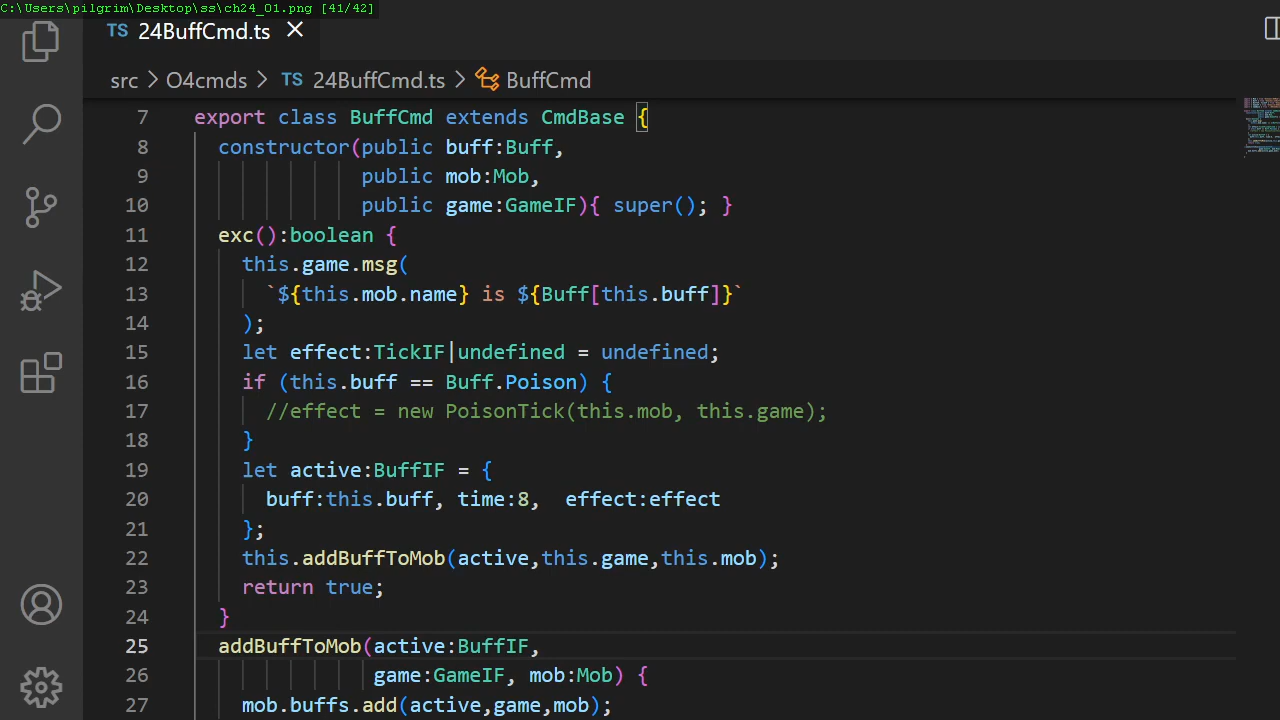 C:\Users\pilgrim\Desktop\ss\ch24_01.png [41/42]
TS 24BuffCmd.ts ×
src > O4cmds > TS 24BuffCmd.ts > BuffCmd
7 export class BuffCmd extends CmdBase {
8 constructor(public buff:Buff,
9 public mob:Mob,
10 public game:GameIF){ super(); }
11 exc():boolean {
12 this.game.msg(
13 `${this.mob.name} is ${Buff[this.buff]}`
14 );
15 let effect:TickIF|undefined = undefined;
16 if (this.buff == Buff.Poison) {
17 //effect = new PoisonTick(this.mob, this.game);
18 }
19 let active:BuffIF = {
20 buff:this.buff, time:8,  effect:effect
21 };
22 this.addBuffToMob(active,this.game,this.mob);
23 return true;
24 }
25 addBuffToMob(active:BuffIF,
26 game:GameIF, mob:Mob) {
27 mob.buffs.add(active,game,mob);